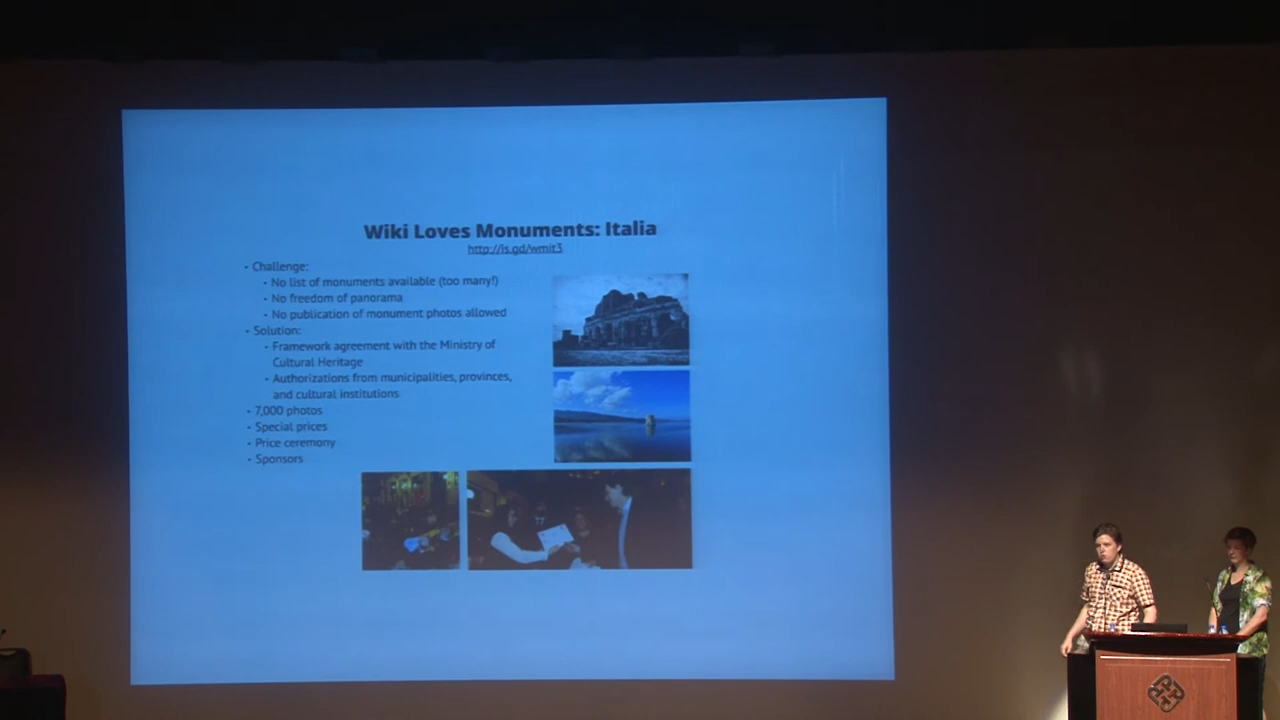 Wiki Loves Monuments: Italia
http://is.gd/wmit3
- Challenge:
- No list of monuments available (too many!)
- No freedom of panorama
- No publication of monument photos allowed
- Solution:
- Framework agreement with the Ministry of
Cultural Heritage
- Authorizations from municipalities, provinces,
and cultural institutions
- 7,000 photos
- Special prices
- Price ceremony
- Sponsors